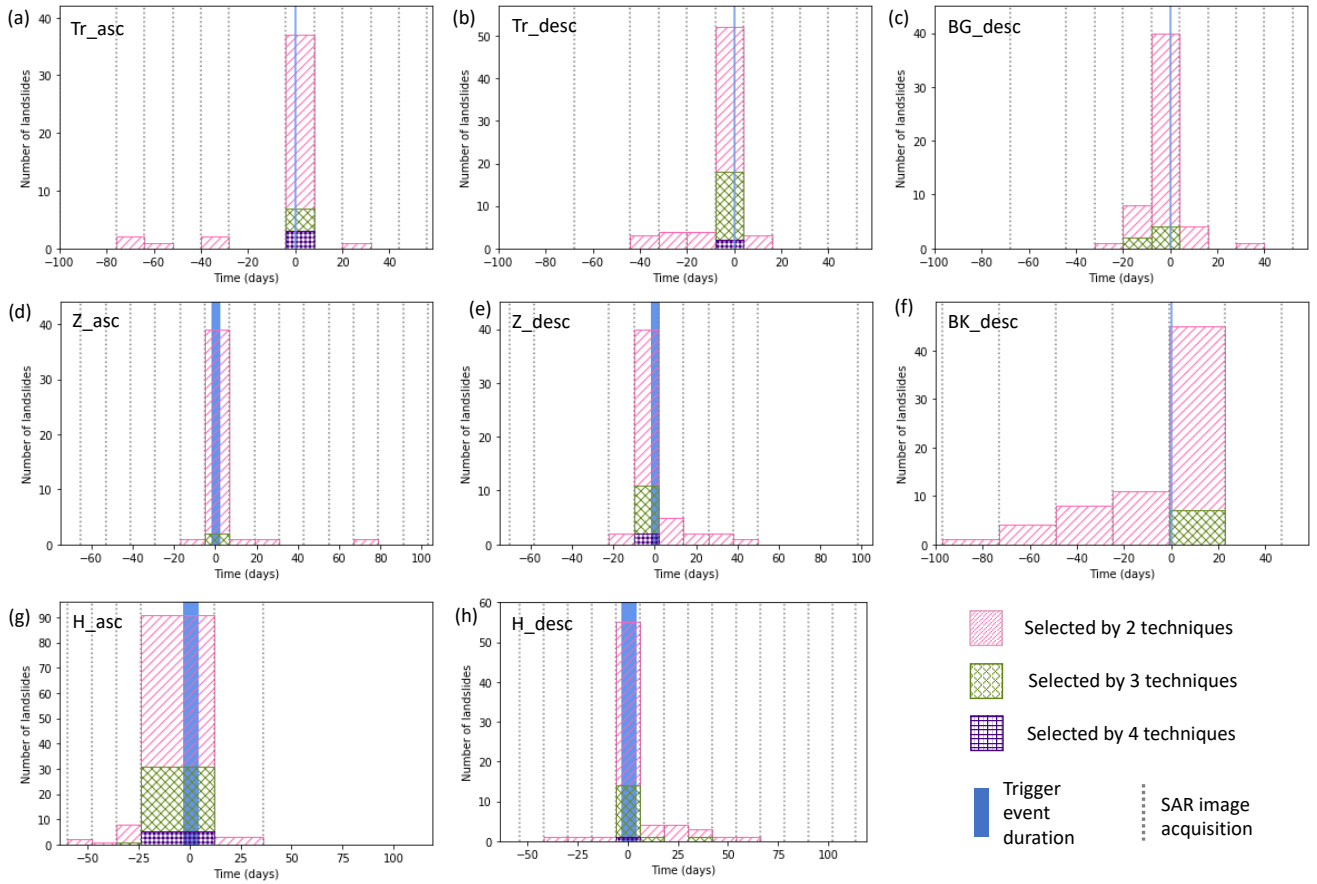 (a)
Tr_asc
Number of landslides
40
30
20
10
0
−100 −80 −60 −40 −20 0 20 40
Time (days)
(b)
Tr_desc
Number of landslides
50
40
30
20
10
0
−100 −80 −60 −40 −20 0 20 40
Time (days)
(c)
BG_desc
Number of landslides
40
30
20
10
0
−100 −80 −60 −40 −20 0 20 40
Time (days)
(d)
Z_asc
Number of landslides
40
30
20
10
0
−60 −40 −20 0 20 40 60 80 100
Time (days)
(e)
Z_desc
Number of landslides
40
30
20
10
0
−60 −40 −20 0 20 40 60 80 100
Time (days)
(f)
BK_desc
Number of landslides
40
30
20
10
0
−100 −80 −60 −40 −20 0 20 40
Time (days)
(g)
H_asc
Number of landslides
90
80
70
60
50
40
30
20
10
0
−50 −25 0 25 50 75 100
Time (days)
(h)
H_desc
Number of landslides
60
50
40
30
20
10
0
−50 −25 0 25 50 75 100
Time (days)
Selected by 2 techniques
Selected by 3 techniques
Selected by 4 techniques
Trigger
event
duration
SAR image
acquisition